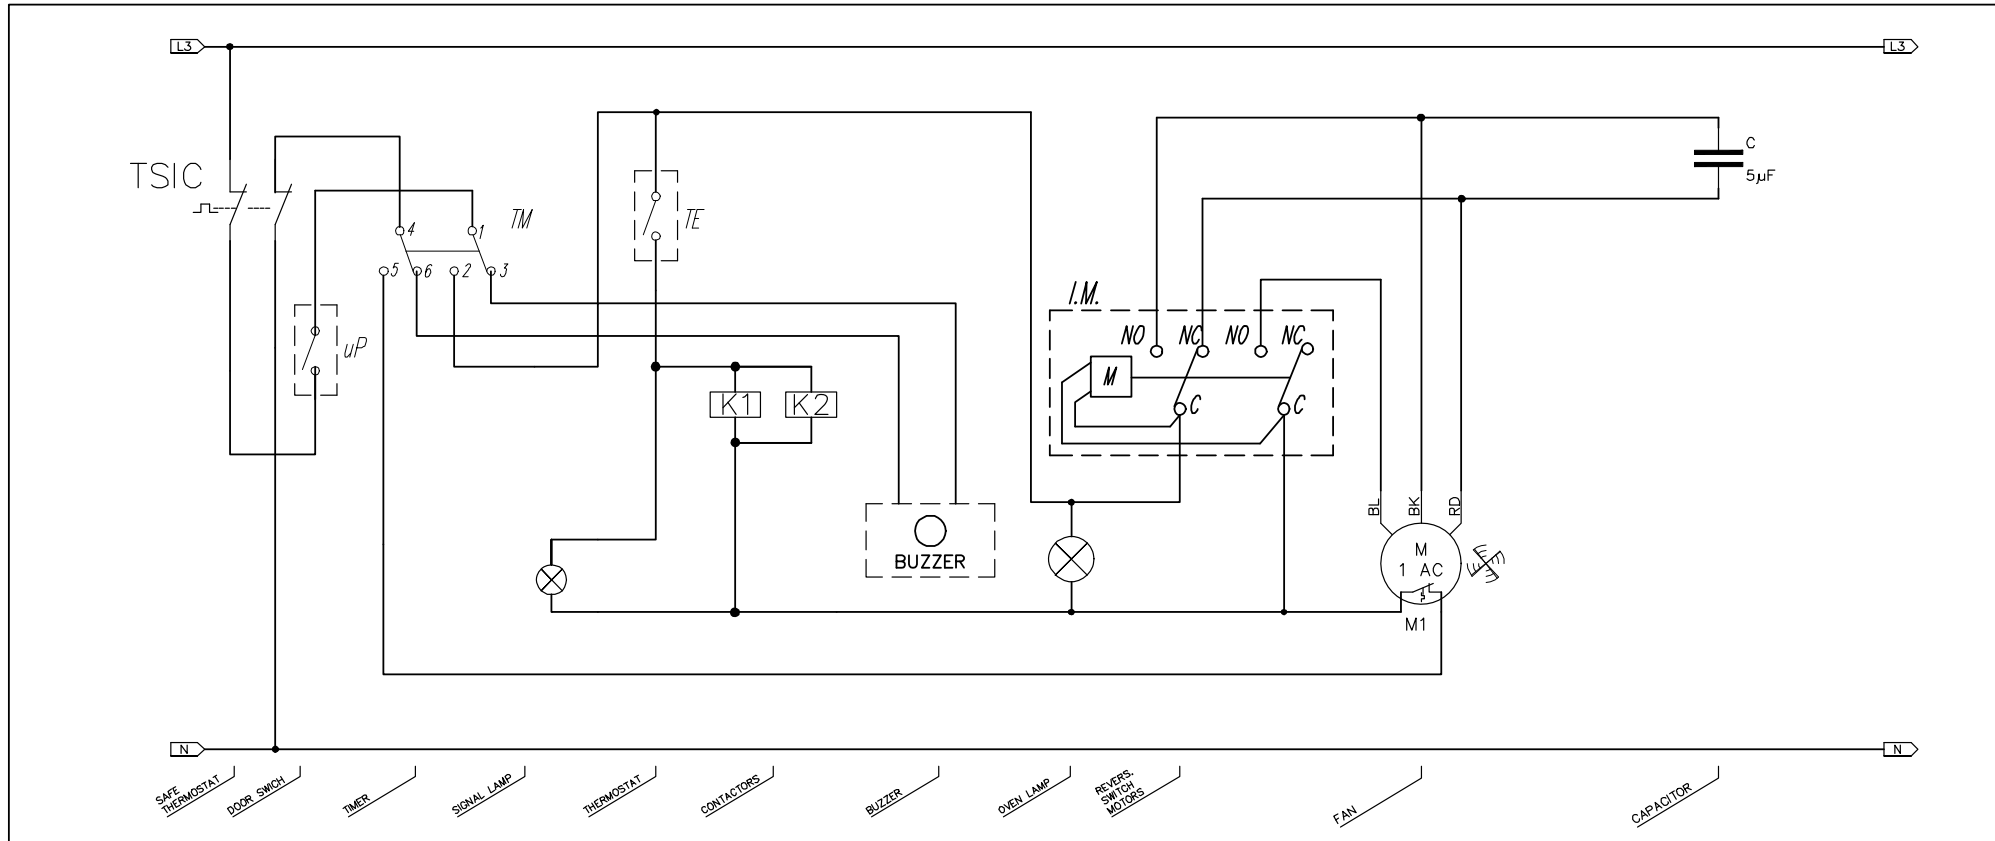 L3
L3
C
5µF
TSIC
TM
4
1
5
6
2
3
TE
uP
I.M.
NO
NC
NO
NC
M
C
C
K1
K2
BL
BK
RD
BUZZER
M
1 AC
M1
N
N
SAFE
THERMOSTAT
DOOR SWICH
TIMER
SIGNAL LAMP
THERMOSTAT
CONTACTORS
BUZZER
OVEN LAMP
REVERS.
SWITCH
MOTORS
FAN
CAPACITOR